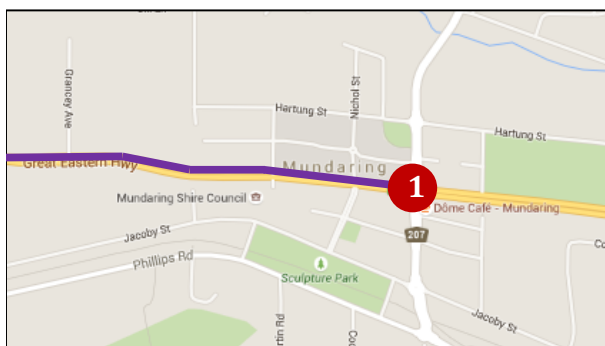 Grancey Ave
Nichol St
Hartung St
Hartung St
Great Eastern Hwy
Mundaring
1
Mundaring Shire Council
Dôme Café - Mundaring
207
Jacoby St
Phillips Rd
Sculpture Park
Jacoby St